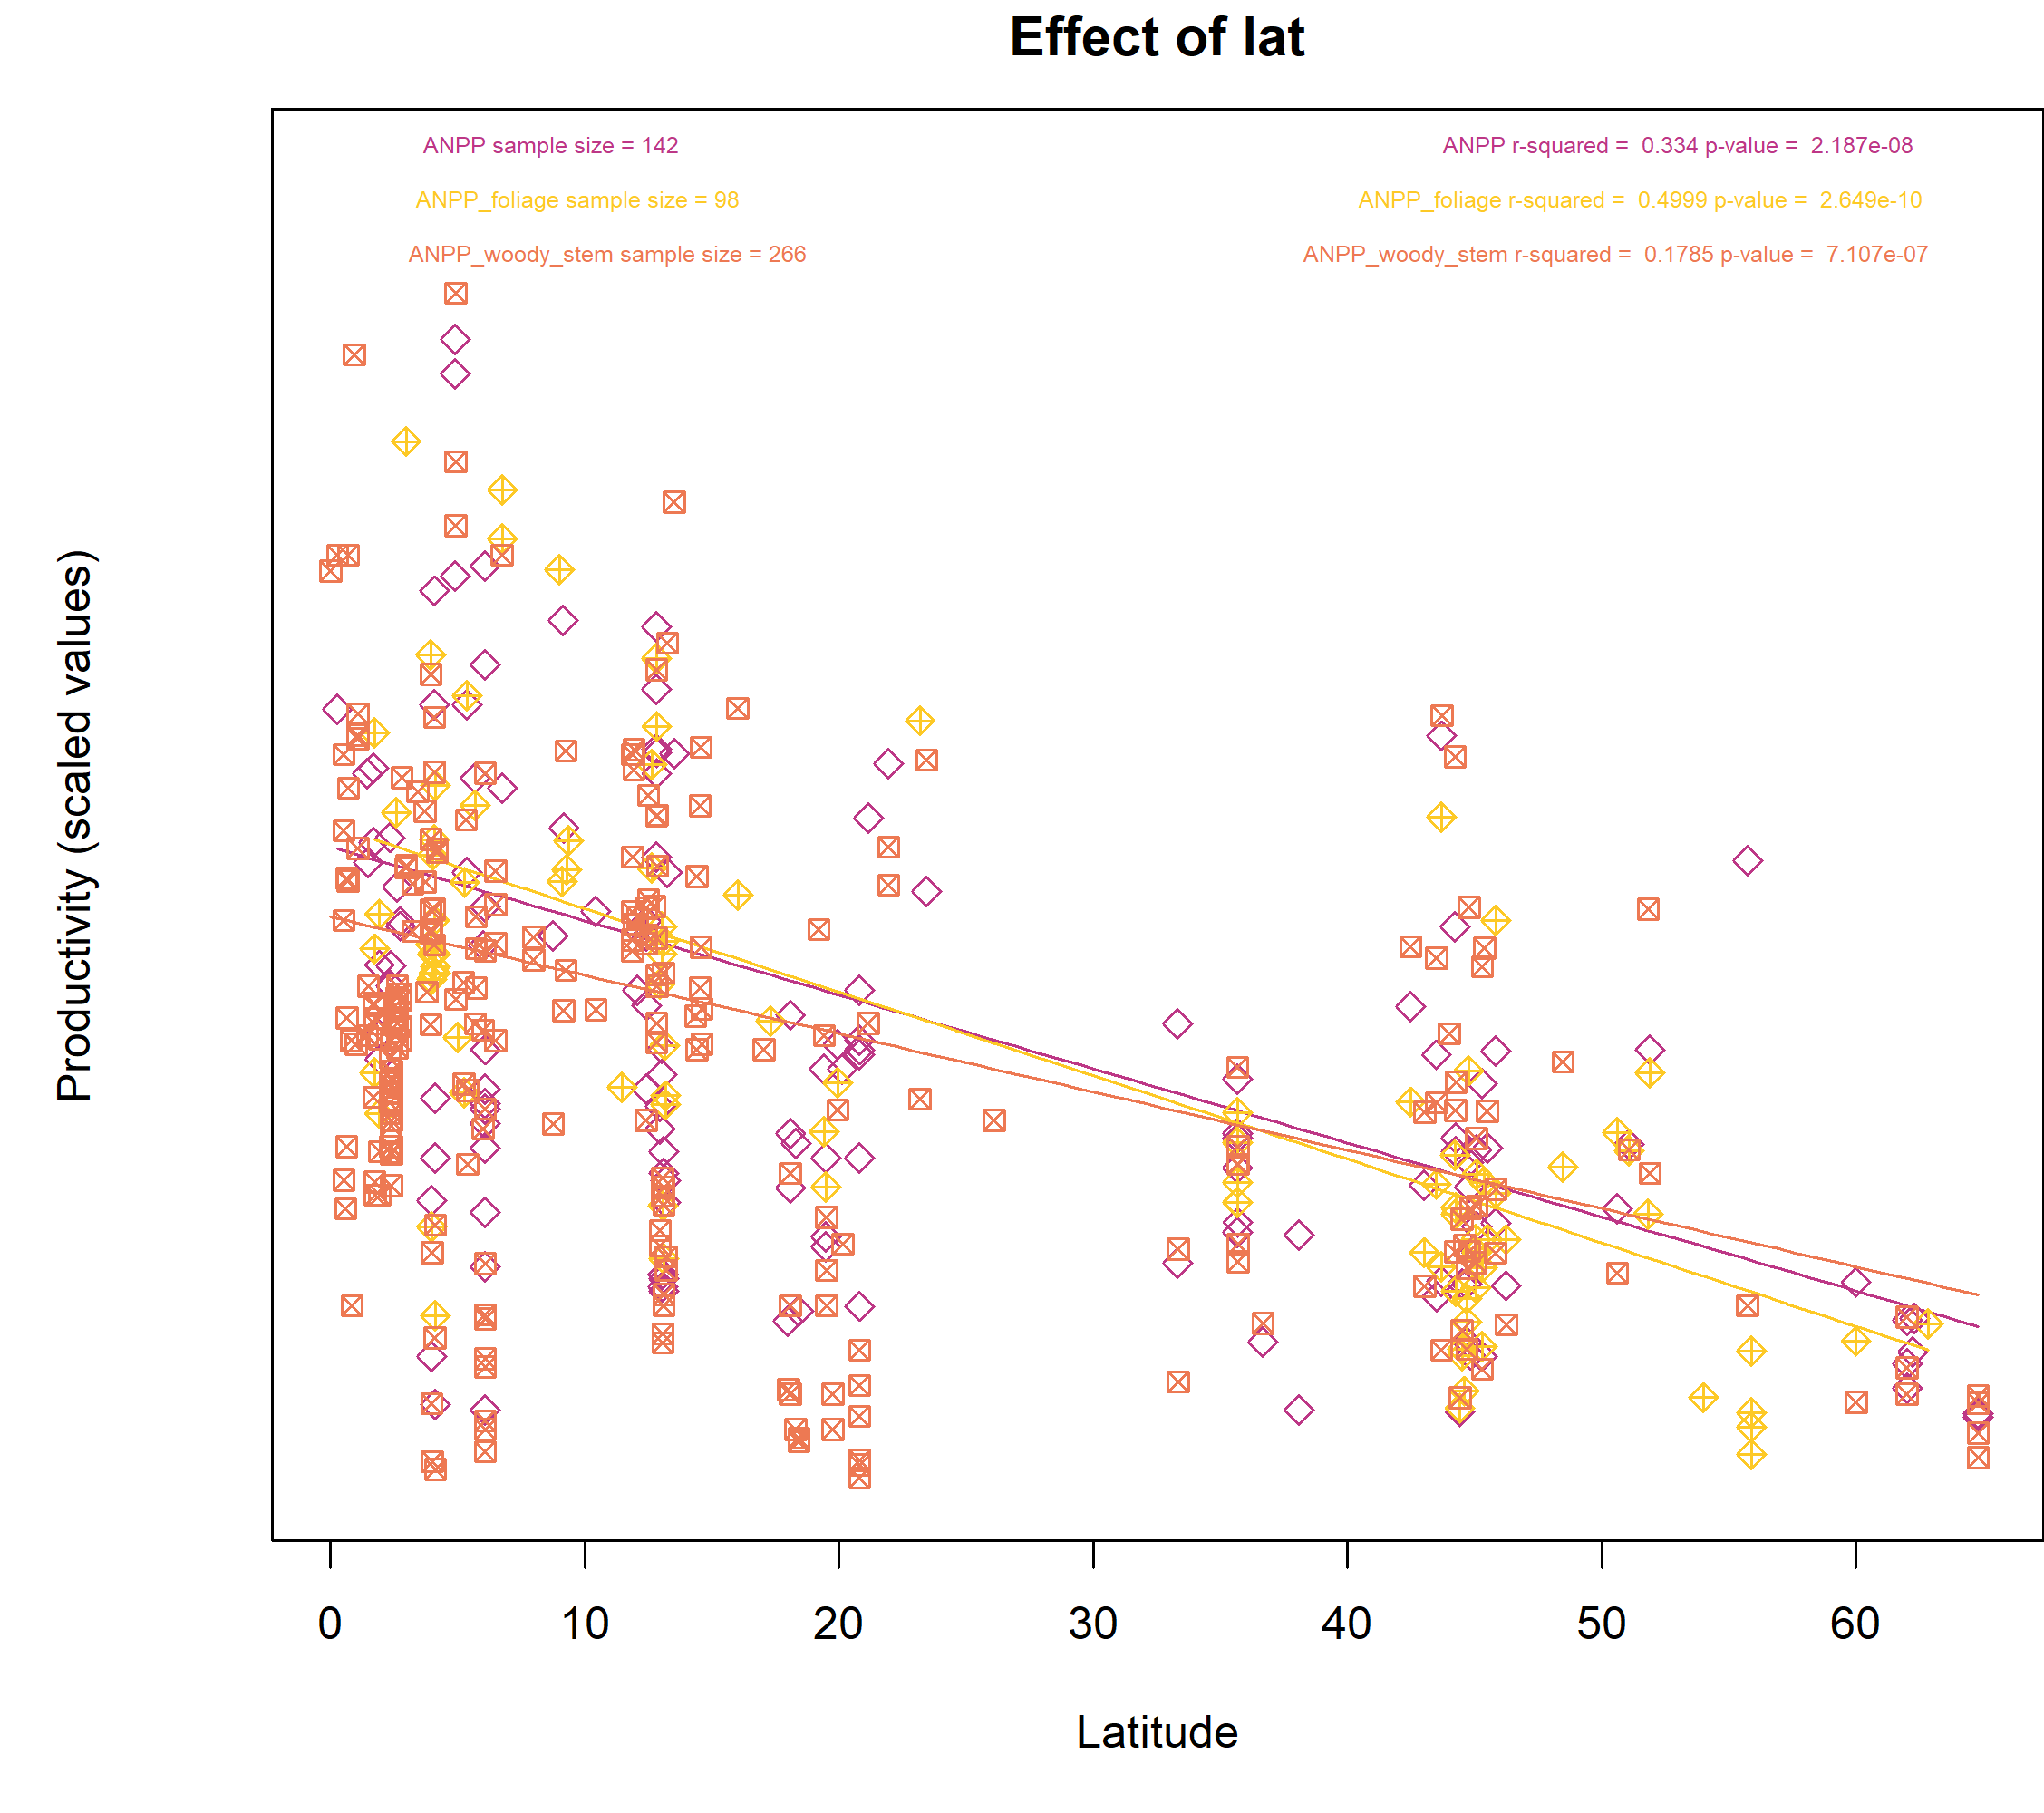 Effect of lat
ANPP sample size = 142
ANPP r-squared =  0.334 p-value =  2.187e-08
ANPP_foliage sample size = 98
ANPP_foliage r-squared =  0.4999 p-value =  2.649e-10
ANPP_woody_stem sample size = 266
ANPP_woody_stem r-squared =  0.1785 p-value =  7.107e-07
Productivity (scaled values)
0 10 20 30 40 50 60
Latitude